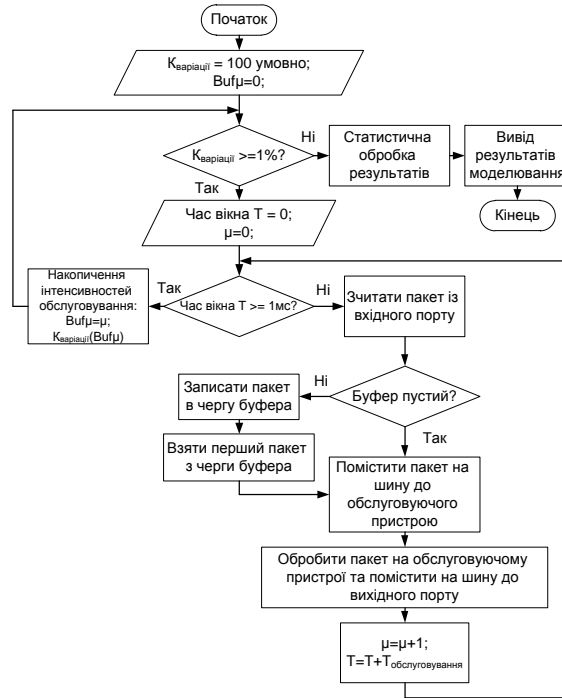 Початок
Kваріації = 100 умовно;
Bufμ=0;
Kваріації >=1%?
Ні
Статистична
обробка
результатів
Вивід
результатів
моделювання
Кінець
Так
Час вікна T = 0;
μ=0;
Накопичення
інтенсивностей
обслуговування:
Bufμ=μ;
Kваріації(Bufμ)
Так
Час вікна T >= 1мс?
Ні
Зчитати пакет із
вхідного порту
Буфер пустий?
Ні
Записати пакет
в чергу буфера
Взяти перший пакет
з черги буфера
Так
Помістити пакет на
шину до
обслуговуючого
пристрою
Обробити пакет на обслуговуючому
пристрої та помістити на шину до
вихідного порту
μ=μ+1;
T=T+Tобслуговування